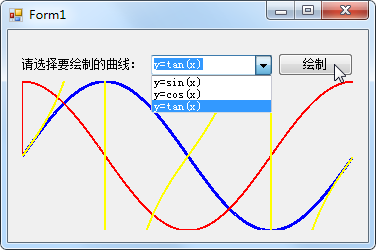 Form1
请选择要绘制的曲线：
y=tan(x)
绘制
y=sin(x)
y=cos(x)
y=tan(x)